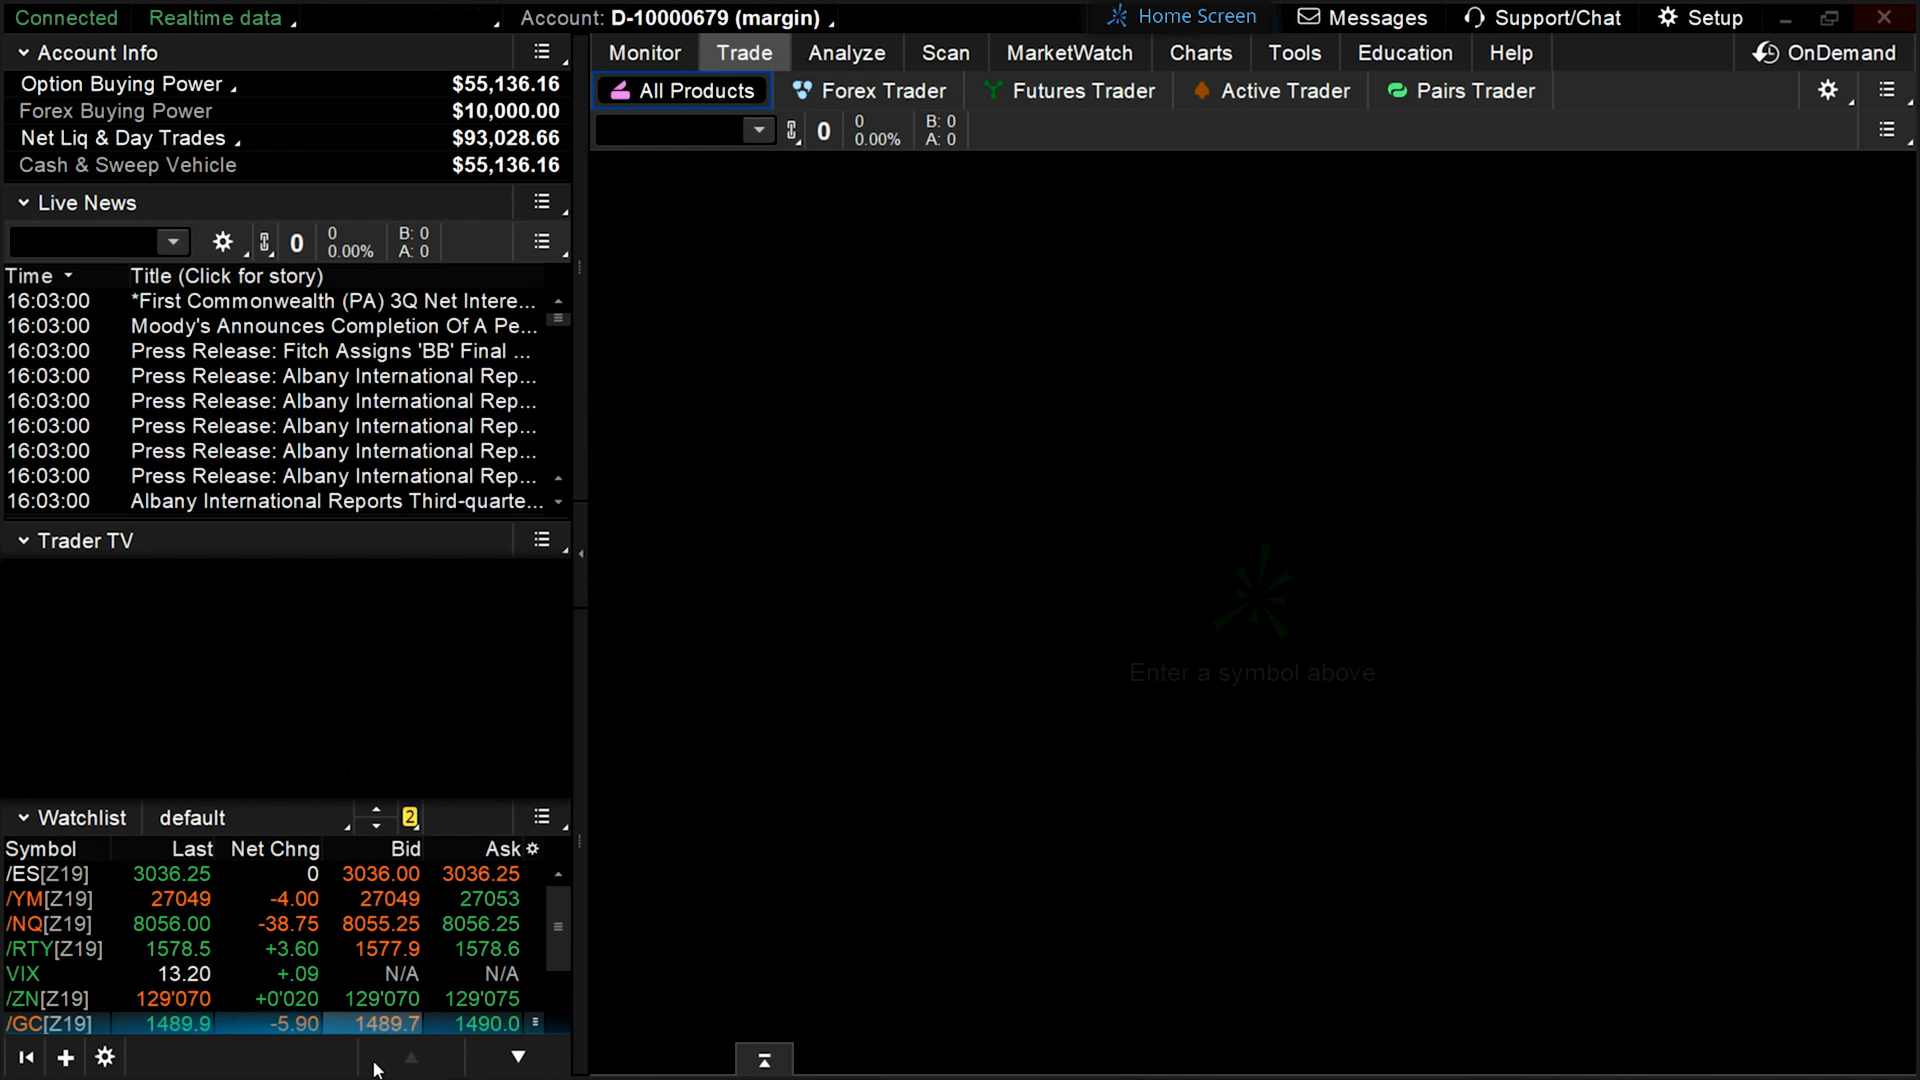 Connected Realtime data Account: D-10000679 (margin) Home Screen Messages Support/Chat Setup
Account Info
Option Buying Power $55,136.16
Forex Buying Power $10,000.00
Net Liq & Day Trades $93,028.66
Cash & Sweep Vehicle $55,136.16
Live News
0 0 0.00% B: 0 A: 0
Time Title (Click for story)
16:03:00 *First Commonwealth (PA) 3Q Net Intere...
16:03:00 Moody's Announces Completion Of A Pe...
16:03:00 Press Release: Fitch Assigns 'BB' Final ...
16:03:00 Press Release: Albany International Rep...
16:03:00 Press Release: Albany International Rep...
16:03:00 Press Release: Albany International Rep...
16:03:00 Press Release: Albany International Rep...
16:03:00 Press Release: Albany International Rep...
16:03:00 Albany International Reports Third-quarte...
Trader TV
Watchlist default 2
Symbol Last Net Chng Bid Ask
/ES[Z19] 3036.25 0 3036.00 3036.25
/YM[Z19] 27049 -4.00 27049 27053
/NQ[Z19] 8056.00 -38.75 8055.25 8056.25
/RTY[Z19] 1578.5 +3.60 1577.9 1578.6
VIX 13.20 +.09 N/A N/A
/ZN[Z19] 129'070 +0'020 129'070 129'075
/GC[Z19] 1489.9 -5.90 1489.7 1490.0
Monitor Trade Analyze Scan MarketWatch Charts Tools Education Help OnDemand
All Products Forex Trader Futures Trader Active Trader Pairs Trader
0 0 0.00% B: 0 A: 0
Enter a symbol above